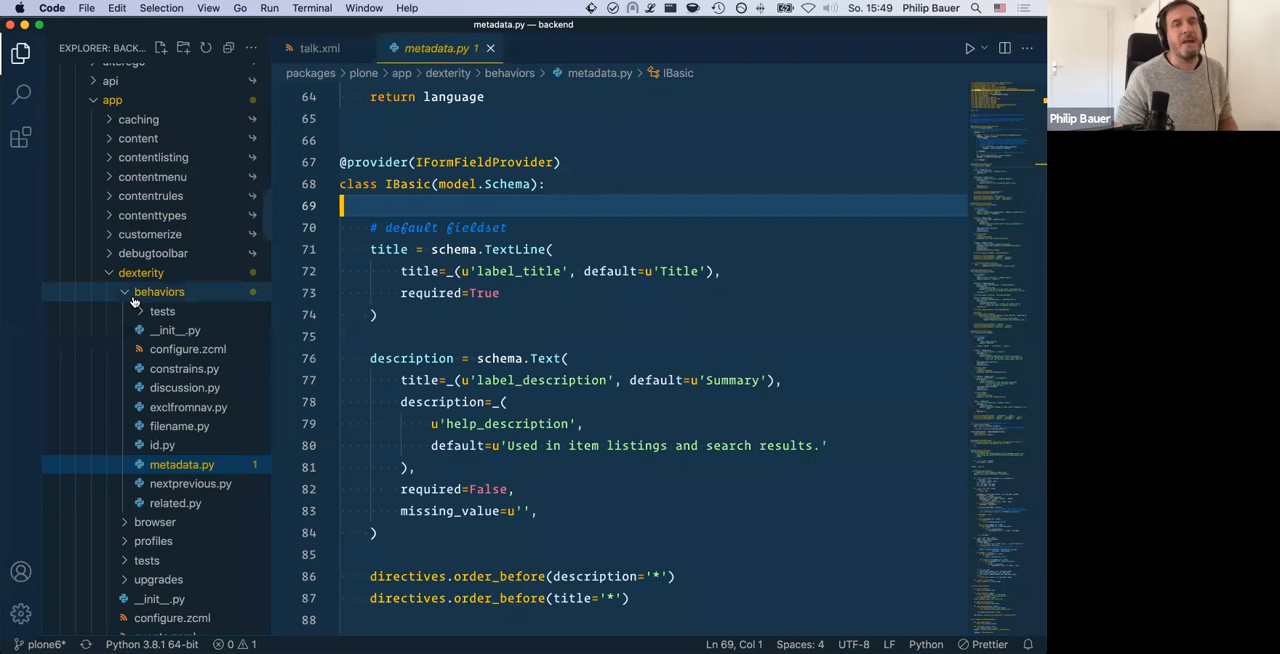 Code File Edit Selection View Go Run Terminal Window Help So. 15:49 Philip Bauer
metadata.py — backend
EXPLORER: BACK...
talk.xml
metadata.py 1
packages > plone > app > dexterity > behaviors > metadata.py > IBasic
api
app
caching
content
contentlisting
contentmenu
contentrules
contenttypes
customerize
debugtoolbar
dexterity
behaviors
tests
__init__.py
configure.zcml
constrains.py
discussion.py
exclfromnav.py
filename.py
id.py
metadata.py 1
nextprevious.py
related.py
browser
profiles
tests
upgrades
__init__.py
configure.zcml
64 return language
65
66
67 @provider(IFormFieldProvider)
68 class IBasic(model.Schema):
69
70 # default fieldset
71 title = schema.TextLine(
72 title=_(u'label_title', default=u'Title'),
73 required=True
74 )
75
76 description = schema.Text(
77 title=_(u'label_description', default=u'Summary'),
78 description=_(
79 u'help_description',
80 default=u'Used in item listings and search results.'
81 ),
82 required=False,
83 missing_value=u'',
84 )
85
86 directives.order_before(description='*')
87 directives.order_before(title='*')
88
plone6* Python 3.8.1 64-bit 0 1 Ln 69, Col 1 Spaces: 4 UTF-8 LF Python Prettier
Philip Bauer